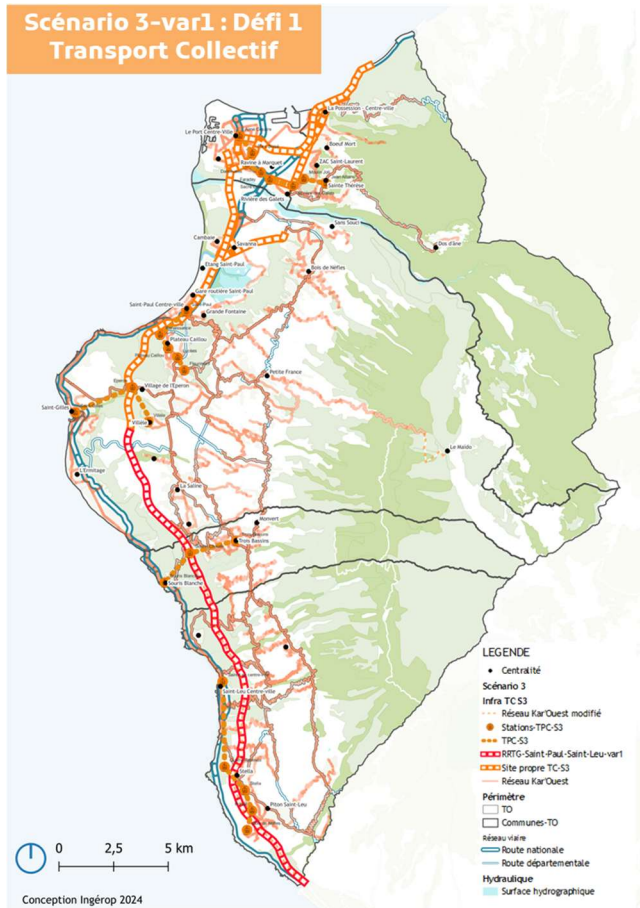 Scénario 3-var1 : Défi 1
Transport Collectif
La Possession - Centre-ville
Le Port Centre-Ville
Bœuf Mort
Ravine à Marquet
ZAC Saint-Laurent
Sainte Thérèse
Rivière des Galets
Sans Souci
Cambaie
Savanna
Dos d'âne
Etang Saint-Paul
Bois de Nèfles
Gare routière Saint-Paul
Saint-Paul Centre-ville
Grande Fontaine
Plateau Caillou
Petite France
Village de l'Eperon
Saint-Gilles
Villèle
Le Maïdo
L'Ermitage
La Saline
Monvert
Trois Bassins
Souris Blanche
Saint-Leu Centre-ville
Stella
Piton Saint-Leu
LEGENDE
Centralité
Scénario 3
Infra TC S3
Réseau Kar'Ouest modifié
Stations-TPC-S3
TPC-S3
RRTG-Saint-Paul-Saint-Leu-var1
Site propre TC-S3
Réseau Kar'Ouest
Périmètre
TO
Communes-TO
Réseau viaire
Route nationale
Route départementale
Hydraulique
Surface hydrographique
0 2,5 5 km
Conception Ingérop 2024